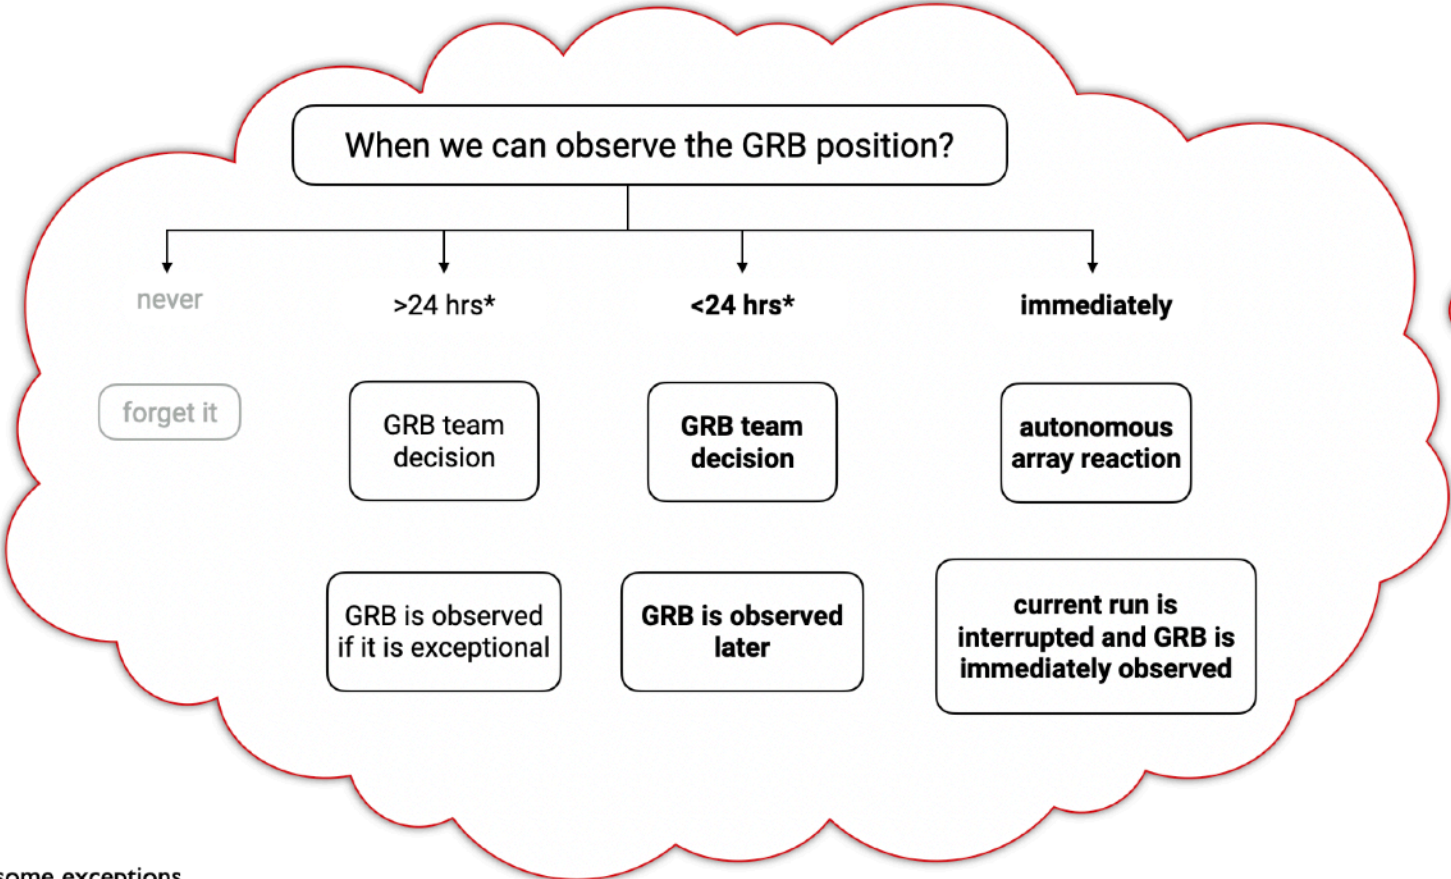 When we can observe the GRB position?
never
>24 hrs*
<24 hrs*
immediately
forget it
GRB team
decision
GRB team
decision
autonomous
array reaction
GRB is observed
if it is exceptional
GRB is observed
later
current run is
interrupted and GRB is
immediately observed
some exceptions